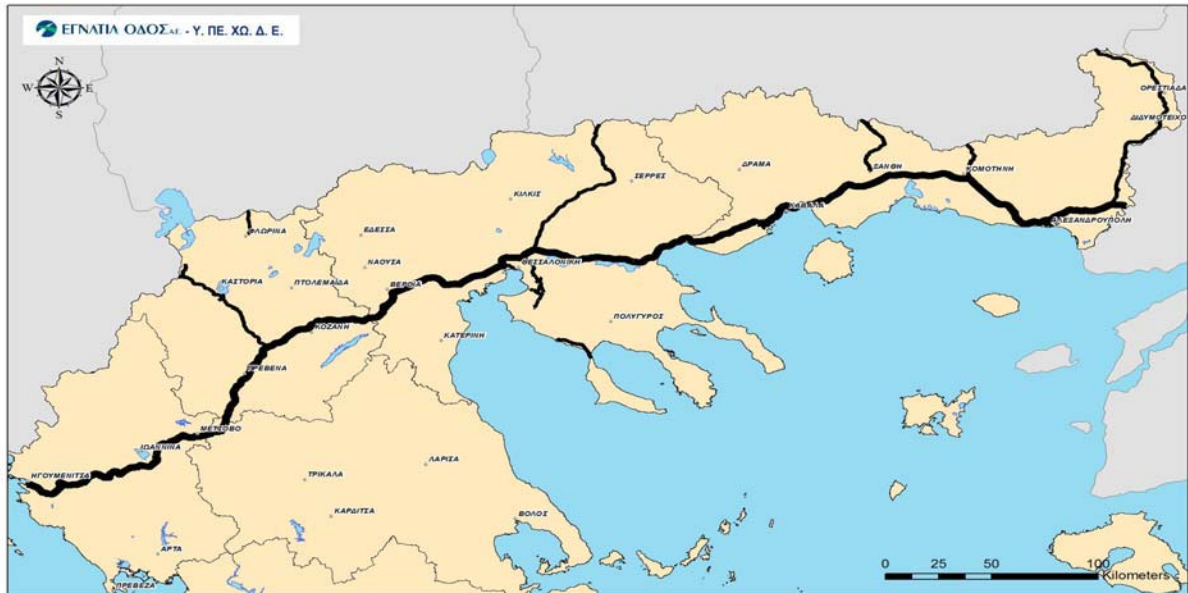 ΕΓΝΑΤΙΑ ΟΔΟΣ Α.Ε. - Υ. ΠΕ. ΧΩ. Δ. Ε.
N
W E
S
ΟΡΕΣΤΙΑΔΑ
ΔΙΔΥΜΟΤΕΙΧΟ
ΞΑΝΘΗ
ΚΟΜΟΤΗΝΗ
ΔΡΑΜΑ
ΣΕΡΡΕΣ
ΚΙΛΚΙΣ
ΚΑΒΑΛΑ
ΑΛΕΞΑΝΔΡΟΥΠΟΛΗ
ΦΛΩΡΙΝΑ
ΕΔΕΣΣΑ
ΘΕΣΣΑΛΟΝΙΚΗ
ΝΑΟΥΣΑ
ΚΑΣΤΟΡΙΑ
ΠΤΟΛΕΜΑΙΔΑ
ΒΕΡΟΙΑ
ΠΟΛΥΓΥΡΟΣ
ΚΟΖΑΝΗ
ΚΑΤΕΡΙΝΗ
ΓΡΕΒΕΝΑ
ΜΕΤΣΟΒΟ
ΙΩΑΝΝΙΝΑ
ΛΑΡΙΣΑ
ΗΓΟΥΜΕΝΙΤΣΑ
ΤΡΙΚΑΛΑ
ΚΑΡΔΙΤΣΑ
ΒΟΛΟΣ
ΑΡΤΑ
ΠΡΕΒΕΖΑ
0 25 50 100
Kilometers